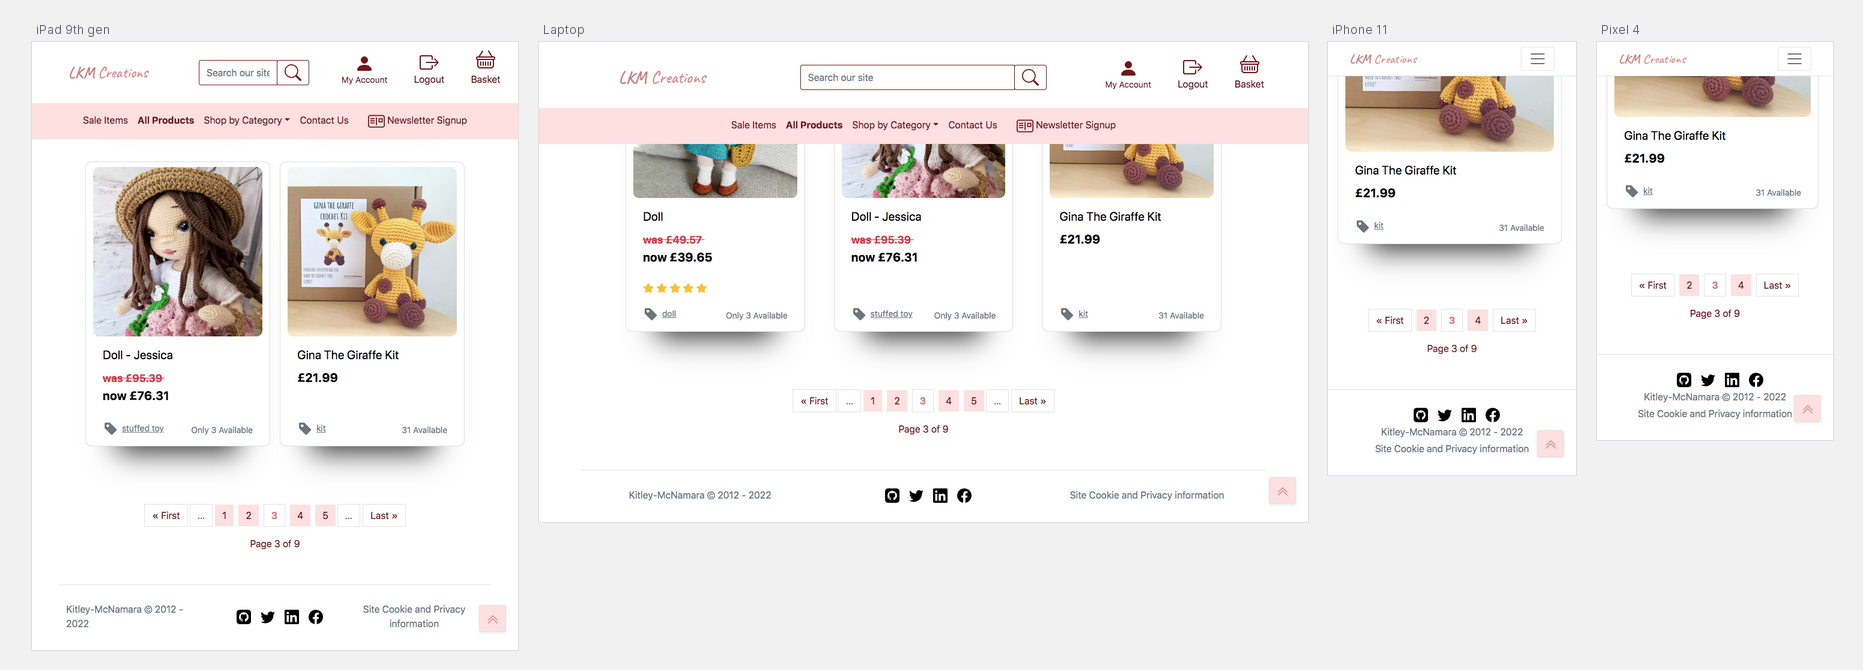 iPad 9th gen
LKM Creations
Search our site
My Account
Logout
Basket
Sale Items
All Products
Shop by Category
Contact Us
Newsletter Signup
GINA THE GIRAFFE
CROCHET KIT
Doll - Jessica
was £95.39
now £76.31
stuffed toy
Only 3 Available
Gina The Giraffe Kit
£21.99
kit
31 Available
« First
...
1
2
3
4
5
...
Last »
Page 3 of 9
Kitley-McNamara © 2012 -
2022
Site Cookie and Privacy
information
Laptop
LKM Creations
Search our site
My Account
Logout
Basket
Sale Items
All Products
Shop by Category
Contact Us
Newsletter Signup
Doll
was £49.57
now £39.65
doll
Only 3 Available
Doll - Jessica
was £95.39
now £76.31
stuffed toy
Only 3 Available
Gina The Giraffe Kit
£21.99
kit
31 Available
« First
...
1
2
3
4
5
...
Last »
Page 3 of 9
Kitley-McNamara © 2012 - 2022
Site Cookie and Privacy information
iPhone 11
LKM Creations
Gina The Giraffe Kit
£21.99
kit
31 Available
« First
2
3
4
Last »
Page 3 of 9
Kitley-McNamara © 2012 - 2022
Site Cookie and Privacy information
Pixel 4
LKM Creations
Gina The Giraffe Kit
£21.99
kit
31 Available
« First
2
3
4
Last »
Page 3 of 9
Kitley-McNamara © 2012 - 2022
Site Cookie and Privacy information